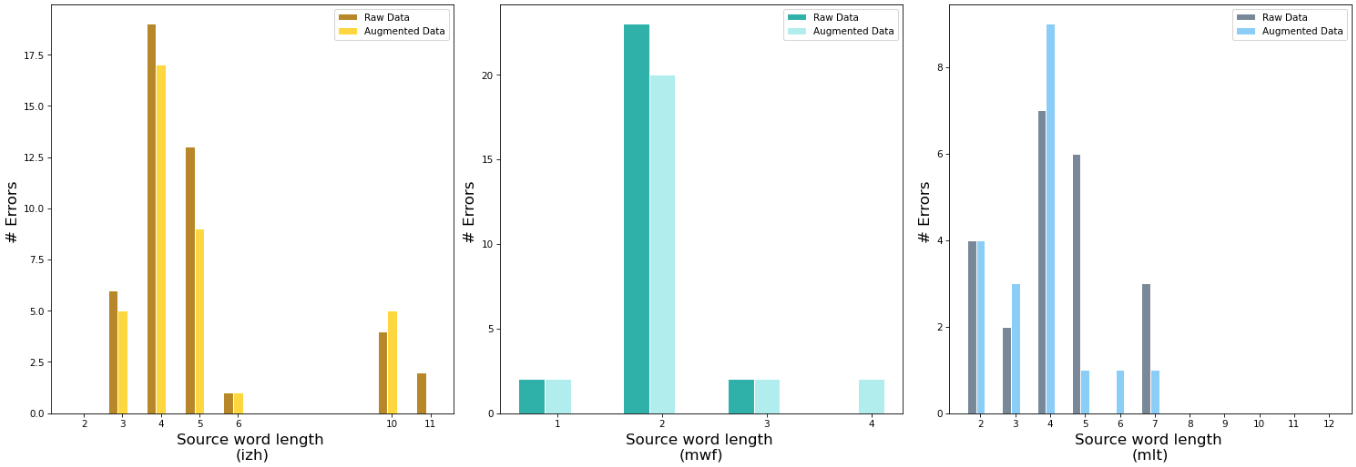 Raw Data
Augmented Data
# Errors
17.5
15.0
12.5
10.0
7.5
5.0
2.5
0.0
2 3 4 5 6 10 11
Source word length
(izh)
Raw Data
Augmented Data
# Errors
20
15
10
5
0
1 2 3 4
Source word length
(mwf)
Raw Data
Augmented Data
# Errors
8
6
4
2
0
2 3 4 5 6 7 8 9 10 11 12
Source word length
(mlt)